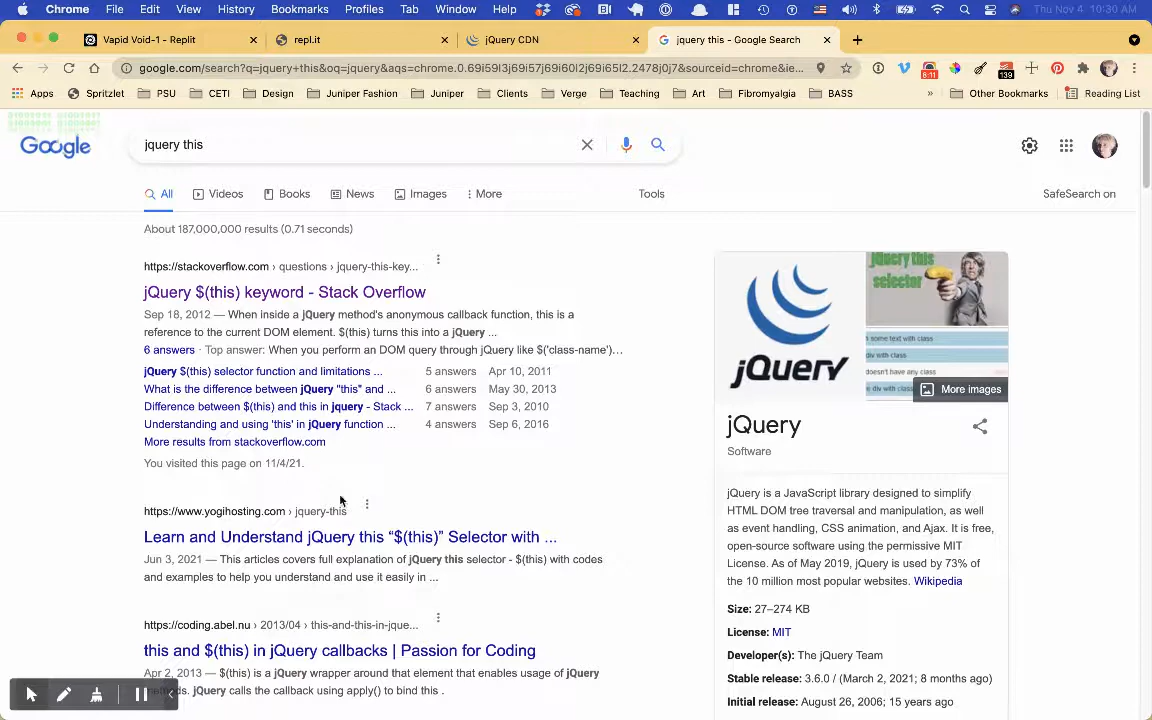 Chrome File Edit View History Bookmarks Profiles Tab Window Help Thu Nov 4 10:30 AM
Vapid Void-1 - Replit repl.it jQuery CDN jquery this - Google Search
google.com/search?q=jquery+this&oq=jquery&aqs=chrome.0.69i59l3j69i57j69i60l2j69i65l2.2478j0j7&sourceid=chrome&ie... 8:11 139
Apps Spritzlet PSU CETI Design Juniper Fashion Juniper Clients Verge Teaching Art Fibromyalgia BASS » Other Bookmarks Reading List
Google jquery this
All Videos Books News Images More Tools SafeSearch on
About 187,000,000 results (0.71 seconds)
https://stackoverflow.com › questions › jquery-this-key...
jQuery $(this) keyword - Stack Overflow
Sep 18, 2012 — When inside a jQuery method's anonymous callback function, this is a
reference to the current DOM element. $(this) turns this into a jQuery ...
6 answers · Top answer: When you perform an DOM query through jQuery like $('class-name')…
jQuery $(this) selector function and limitations ... 5 answers Apr 10, 2011
What is the difference between jQuery "this" and ... 6 answers May 30, 2013
Difference between $(this) and this in jquery - Stack ... 7 answers Sep 3, 2010
Understanding and using 'this' in jQuery function ... 4 answers Sep 6, 2016
More results from stackoverflow.com
You visited this page on 11/4/21.
https://www.yogihosting.com › jquery-this
Learn and Understand jQuery this “$(this)” Selector with ...
Jun 3, 2021 — This articles covers full explanation of jQuery this selector - $(this) with codes
and examples to help you understand and use it easily in ...
https://coding.abel.nu › 2013/04 › this-and-this-in-jque...
this and $(this) in jQuery callbacks | Passion for Coding
Apr 2, 2013 — $(this) is a jQuery wrapper around that element that enables usage of jQuery
jQuery calls the callback using apply() to bind this .
jQuery
jQuery this
selector
some text with class
div with class
doesn't have any class
div with clas
More images
jQuery
Software
jQuery is a JavaScript library designed to simplify
HTML DOM tree traversal and manipulation, as well
as event handling, CSS animation, and Ajax. It is free,
open-source software using the permissive MIT
License. As of May 2019, jQuery is used by 73% of
the 10 million most popular websites. Wikipedia
Size: 27–274 KB
License: MIT
Developer(s): The jQuery Team
Stable release: 3.6.0 / (March 2, 2021; 8 months ago)
Initial release: August 26, 2006; 15 years ago